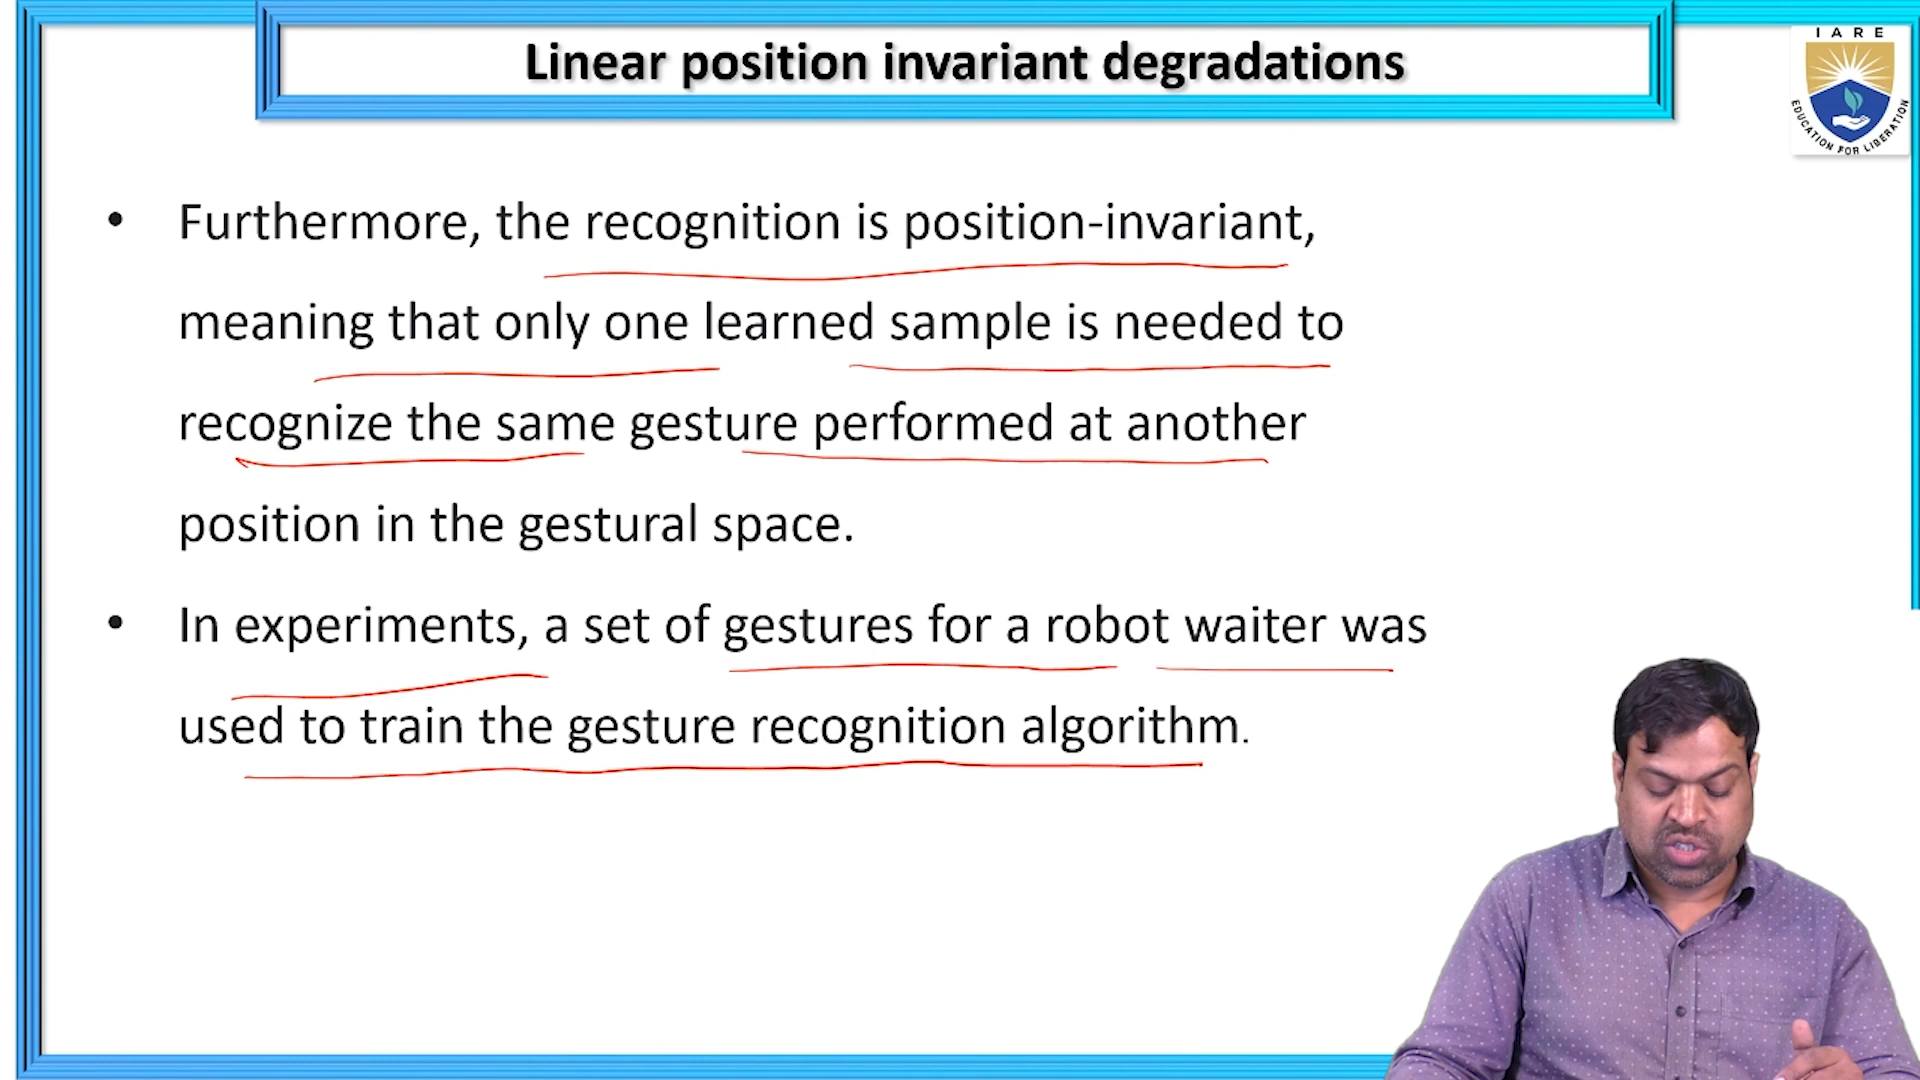 Linear position invariant degradations
I A R E
EDUCATION FOR LIBERATION
• Furthermore, the recognition is position-invariant,
meaning that only one learned sample is needed to
recognize the same gesture performed at another
position in the gestural space.
• In experiments, a set of gestures for a robot waiter was
used to train the gesture recognition algorithm.